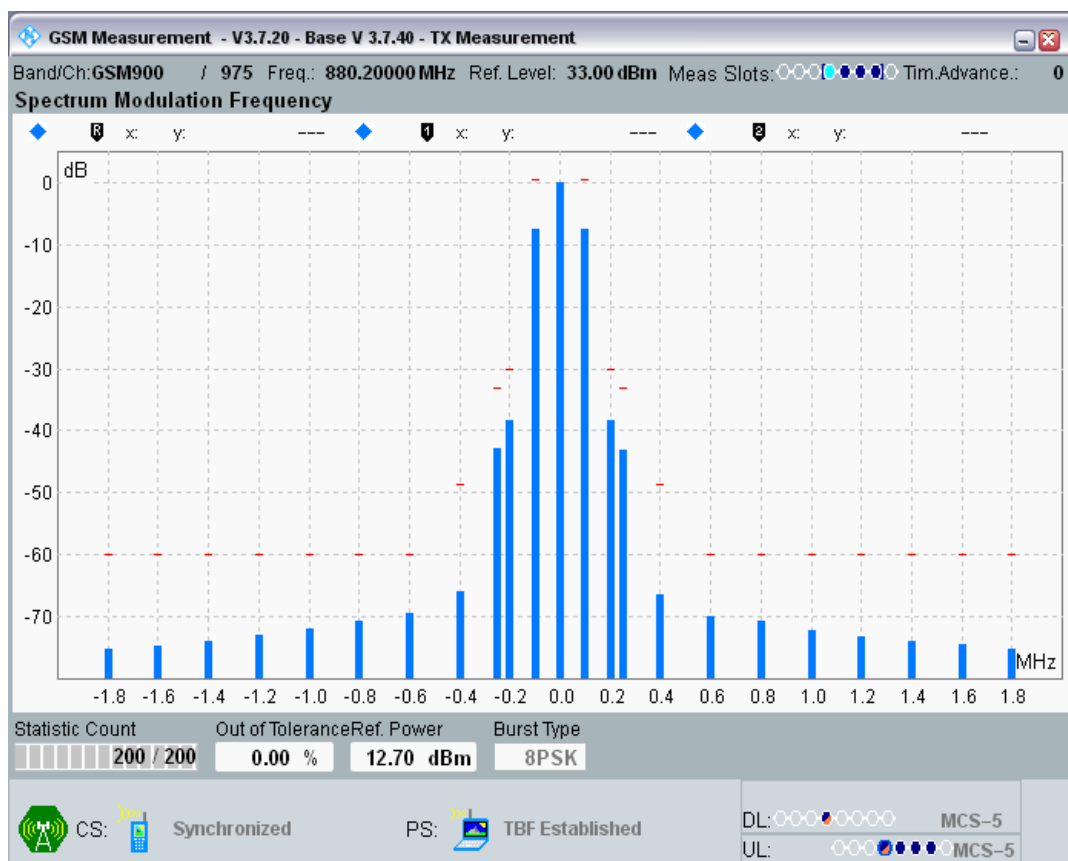 GSM Measurement - V3.7.20 - Base V 3.7.40 - TX Measurement
Band/Ch:GSM900 / 975 Freq.: 880.20000 MHz Ref. Level: 33.00 dBm Meas Slots: Tim.Advance.: 0
Spectrum Modulation Frequency
R x: y: --- 1 x: y: --- 2 x: y: ---
dB
0
-10
-20
-30
-40
-50
-60
-70
MHz
-1.8 -1.6 -1.4 -1.2 -1.0 -0.8 -0.6 -0.4 -0.2 0.0 0.2 0.4 0.6 0.8 1.0 1.2 1.4 1.6 1.8
Statistic Count Out of Tolerance Ref. Power Burst Type
200 / 200 0.00 % 12.70 dBm 8PSK
CS: Synchronized PS: TBF Established
DL: MCS-5
UL: MCS-5